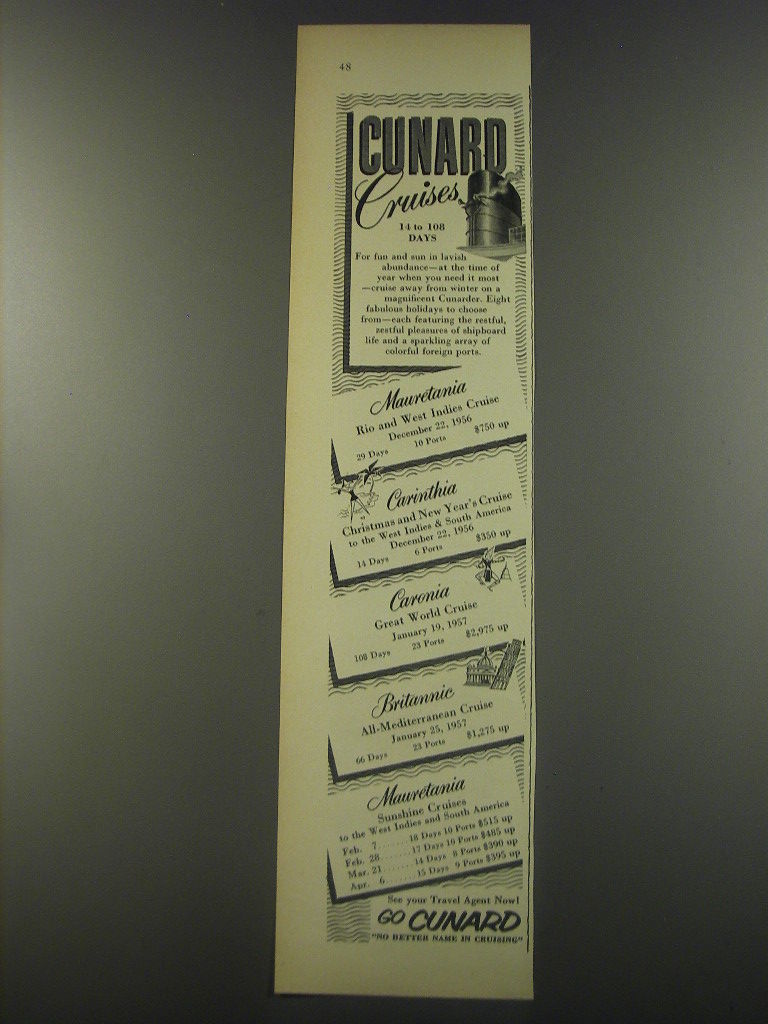 48
CUNARD
Cruises
14 to 108
DAYS
For fun and sun in lavish
abundance—at the time of
year when you need it most
—cruise away from winter on a
magnificent Cunarder. Eight
fabulous holidays to choose
from—each featuring the restful,
zestful pleasures of shipboard
life and a sparkling array of
colorful foreign ports.
Mauretania
Rio and West Indies Cruise
December 22, 1956
29 Days 10 Ports $750 up
Carinthia
Christmas and New Year's Cruise
to the West Indies & South America
December 22, 1956
14 Days 6 Ports $350 up
Caronia
Great World Cruise
January 19, 1957
108 Days 23 Ports $2,975 up
Britannic
All-Mediterranean Cruise
January 25, 1957
66 Days 23 Ports $1,275 up
Mauretania
Sunshine Cruises
to the West Indies and South America
Feb. 7.......18 Days 10 Ports $515 up
Feb. 28.......17 Days 10 Ports $485 up
Mar. 21.......14 Days 8 Ports $390 up
Apr. 6.......15 Days 9 Ports $395 up
See your Travel Agent Now!
GO CUNARD
"NO BETTER NAME IN CRUISING"